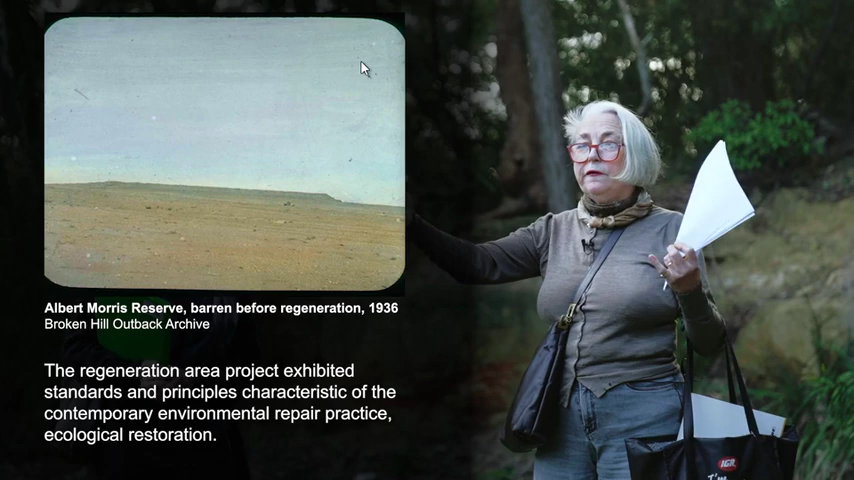 Albert Morris Reserve, barren before regeneration, 1936
Broken Hill Outback Archive
The regeneration area project exhibited
standards and principles characteristic of the
contemporary environmental repair practice,
ecological restoration.
IGA
I'm